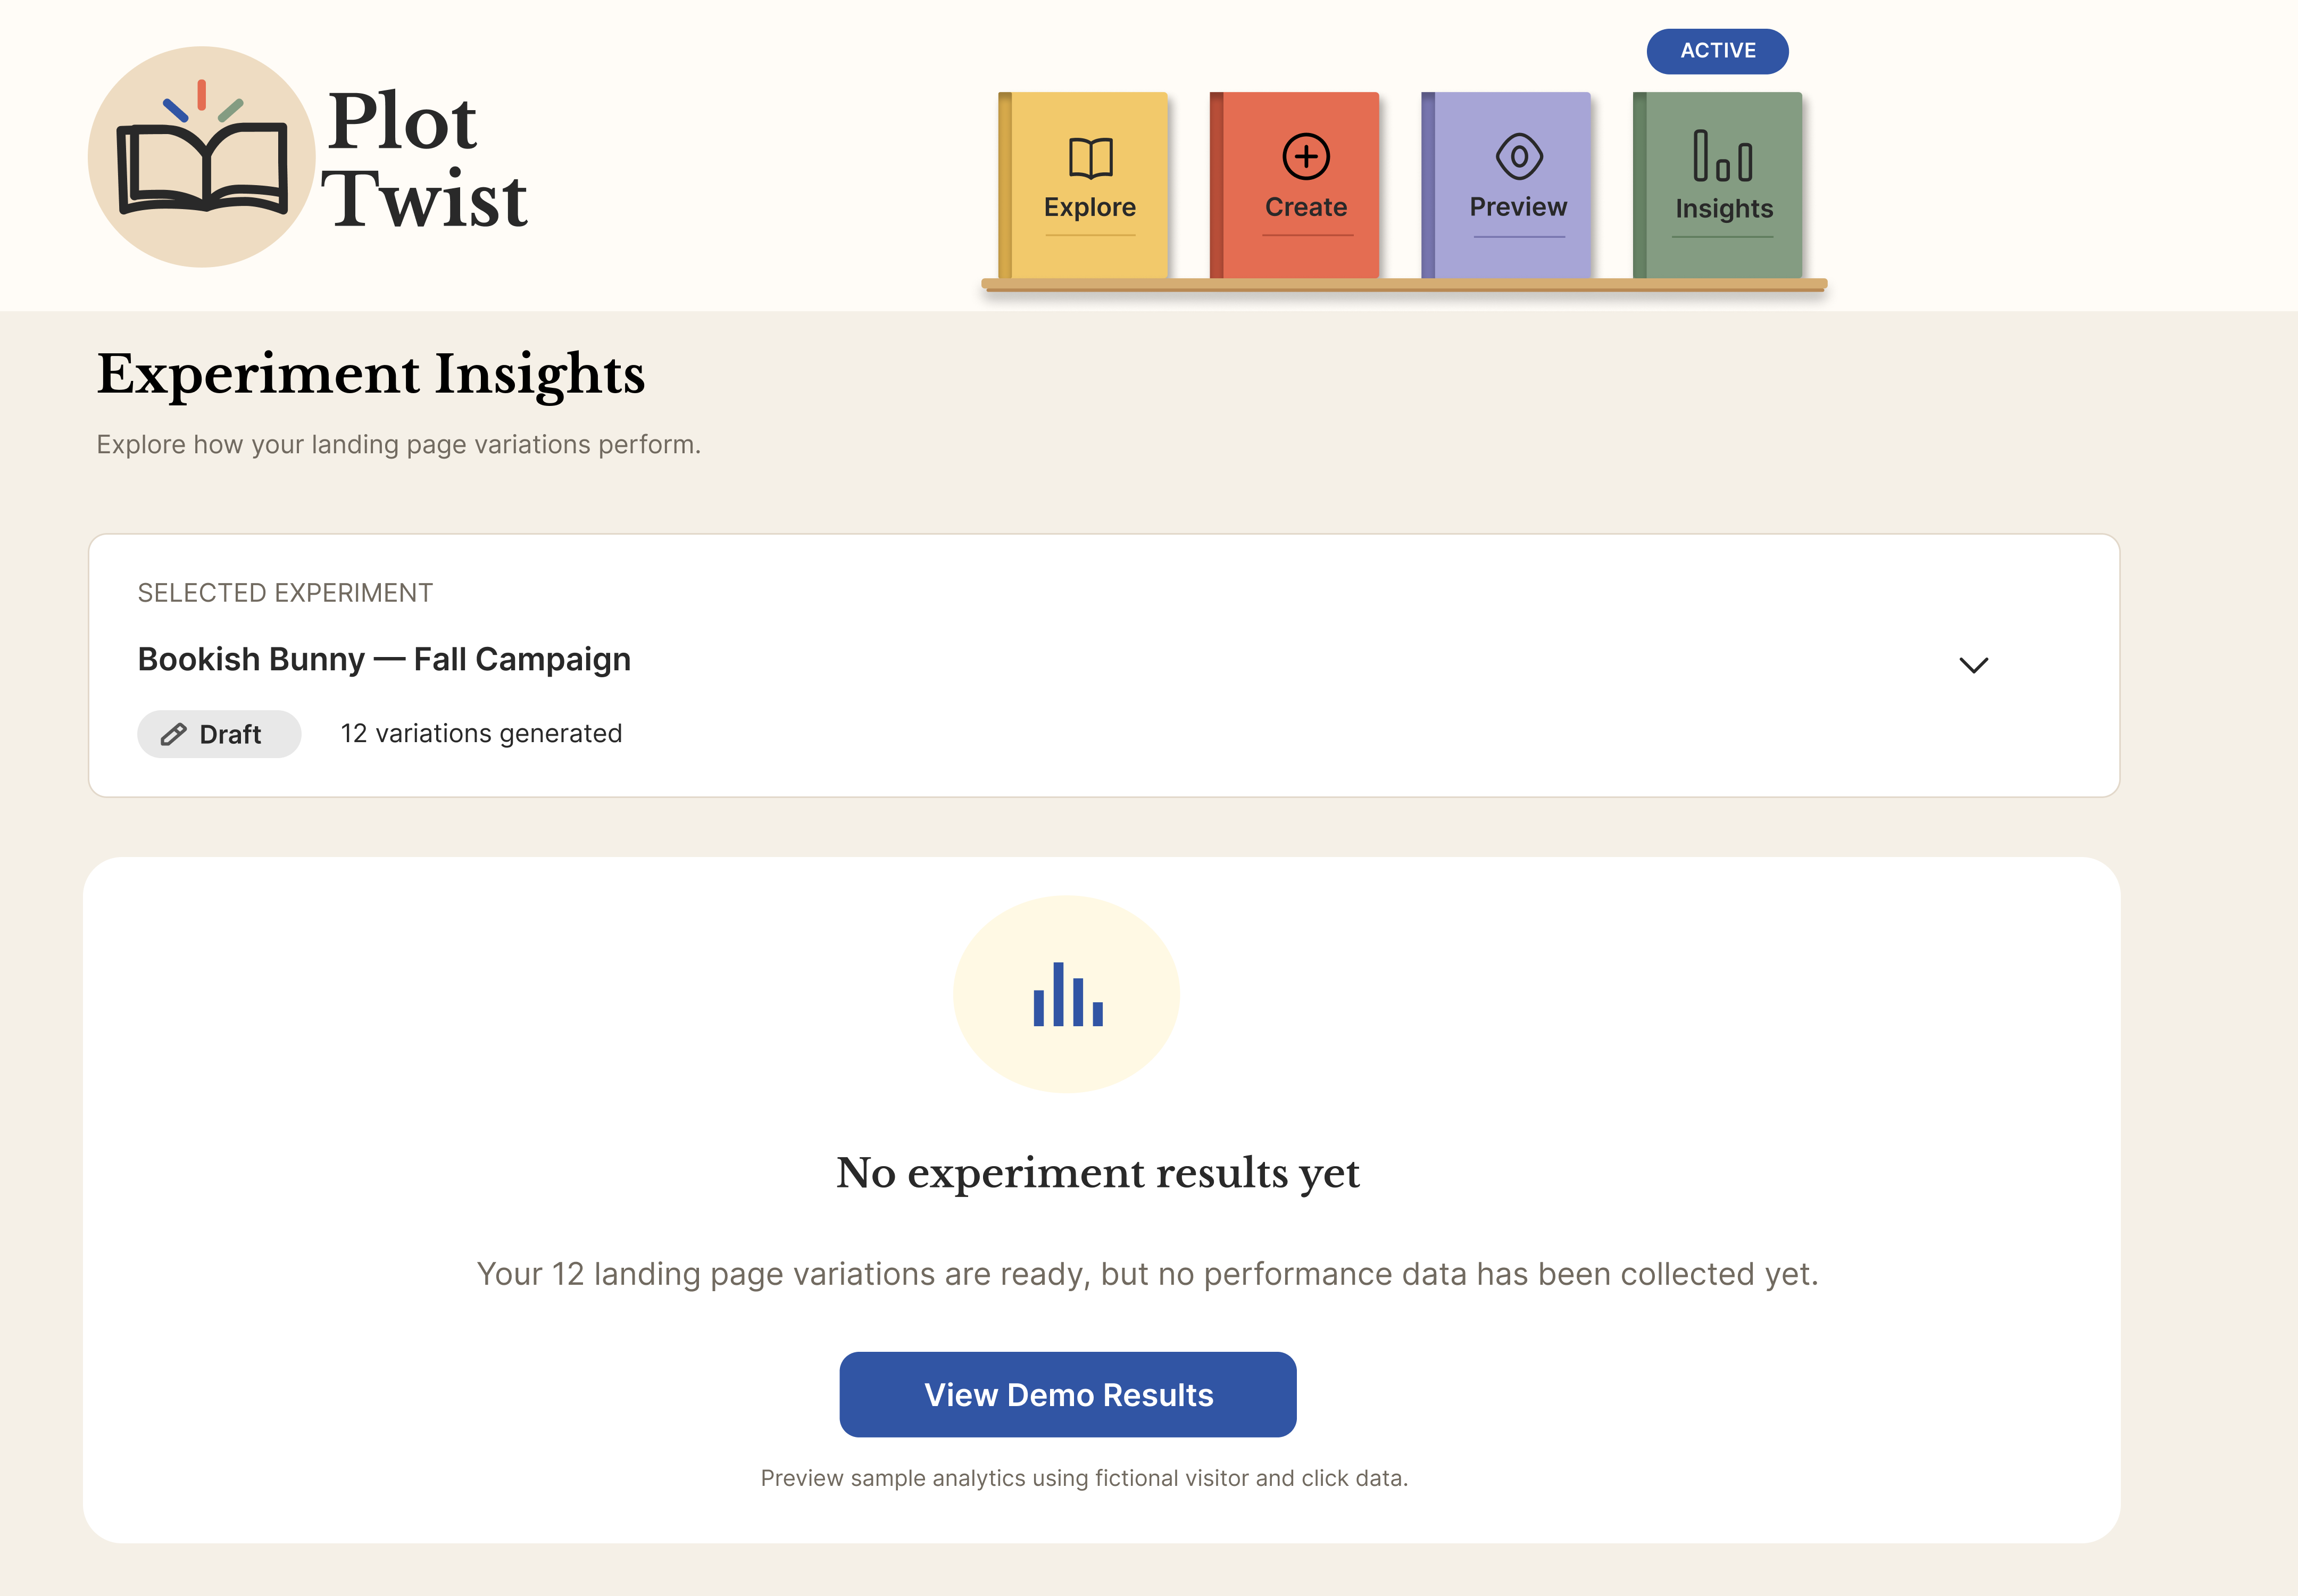 Plot
Twist
ACTIVE
Explore
Create
Preview
Insights
Experiment Insights
Explore how your landing page variations perform.
SELECTED EXPERIMENT
Bookish Bunny — Fall Campaign
Draft
12 variations generated
No experiment results yet
Your 12 landing page variations are ready, but no performance data has been collected yet.
View Demo Results
Preview sample analytics using fictional visitor and click data.